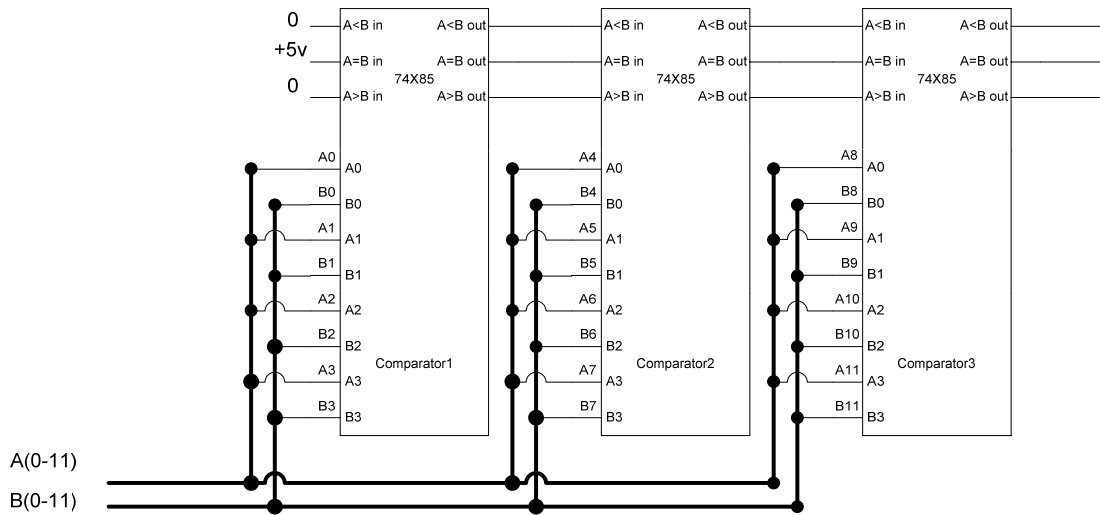 0
A<B in
A<B out
A<B in
A<B out
A<B in
A<B out
+5v
A=B in
A=B out
A=B in
A=B out
A=B in
A=B out
74X85
74X85
74X85
0
A>B in
A>B out
A>B in
A>B out
A>B in
A>B out
A0
A0
A4
A0
A8
A0
B0
B0
B4
B0
B8
B0
A1
A1
A5
A1
A9
A1
B1
B1
B5
B1
B9
B1
A2
A2
A6
A2
A10
A2
B2
B2
B6
B2
B10
B2
Comparator1
Comparator2
Comparator3
A3
A3
A7
A3
A11
A3
B3
B3
B7
B3
B11
B3
A(0-11)
B(0-11)